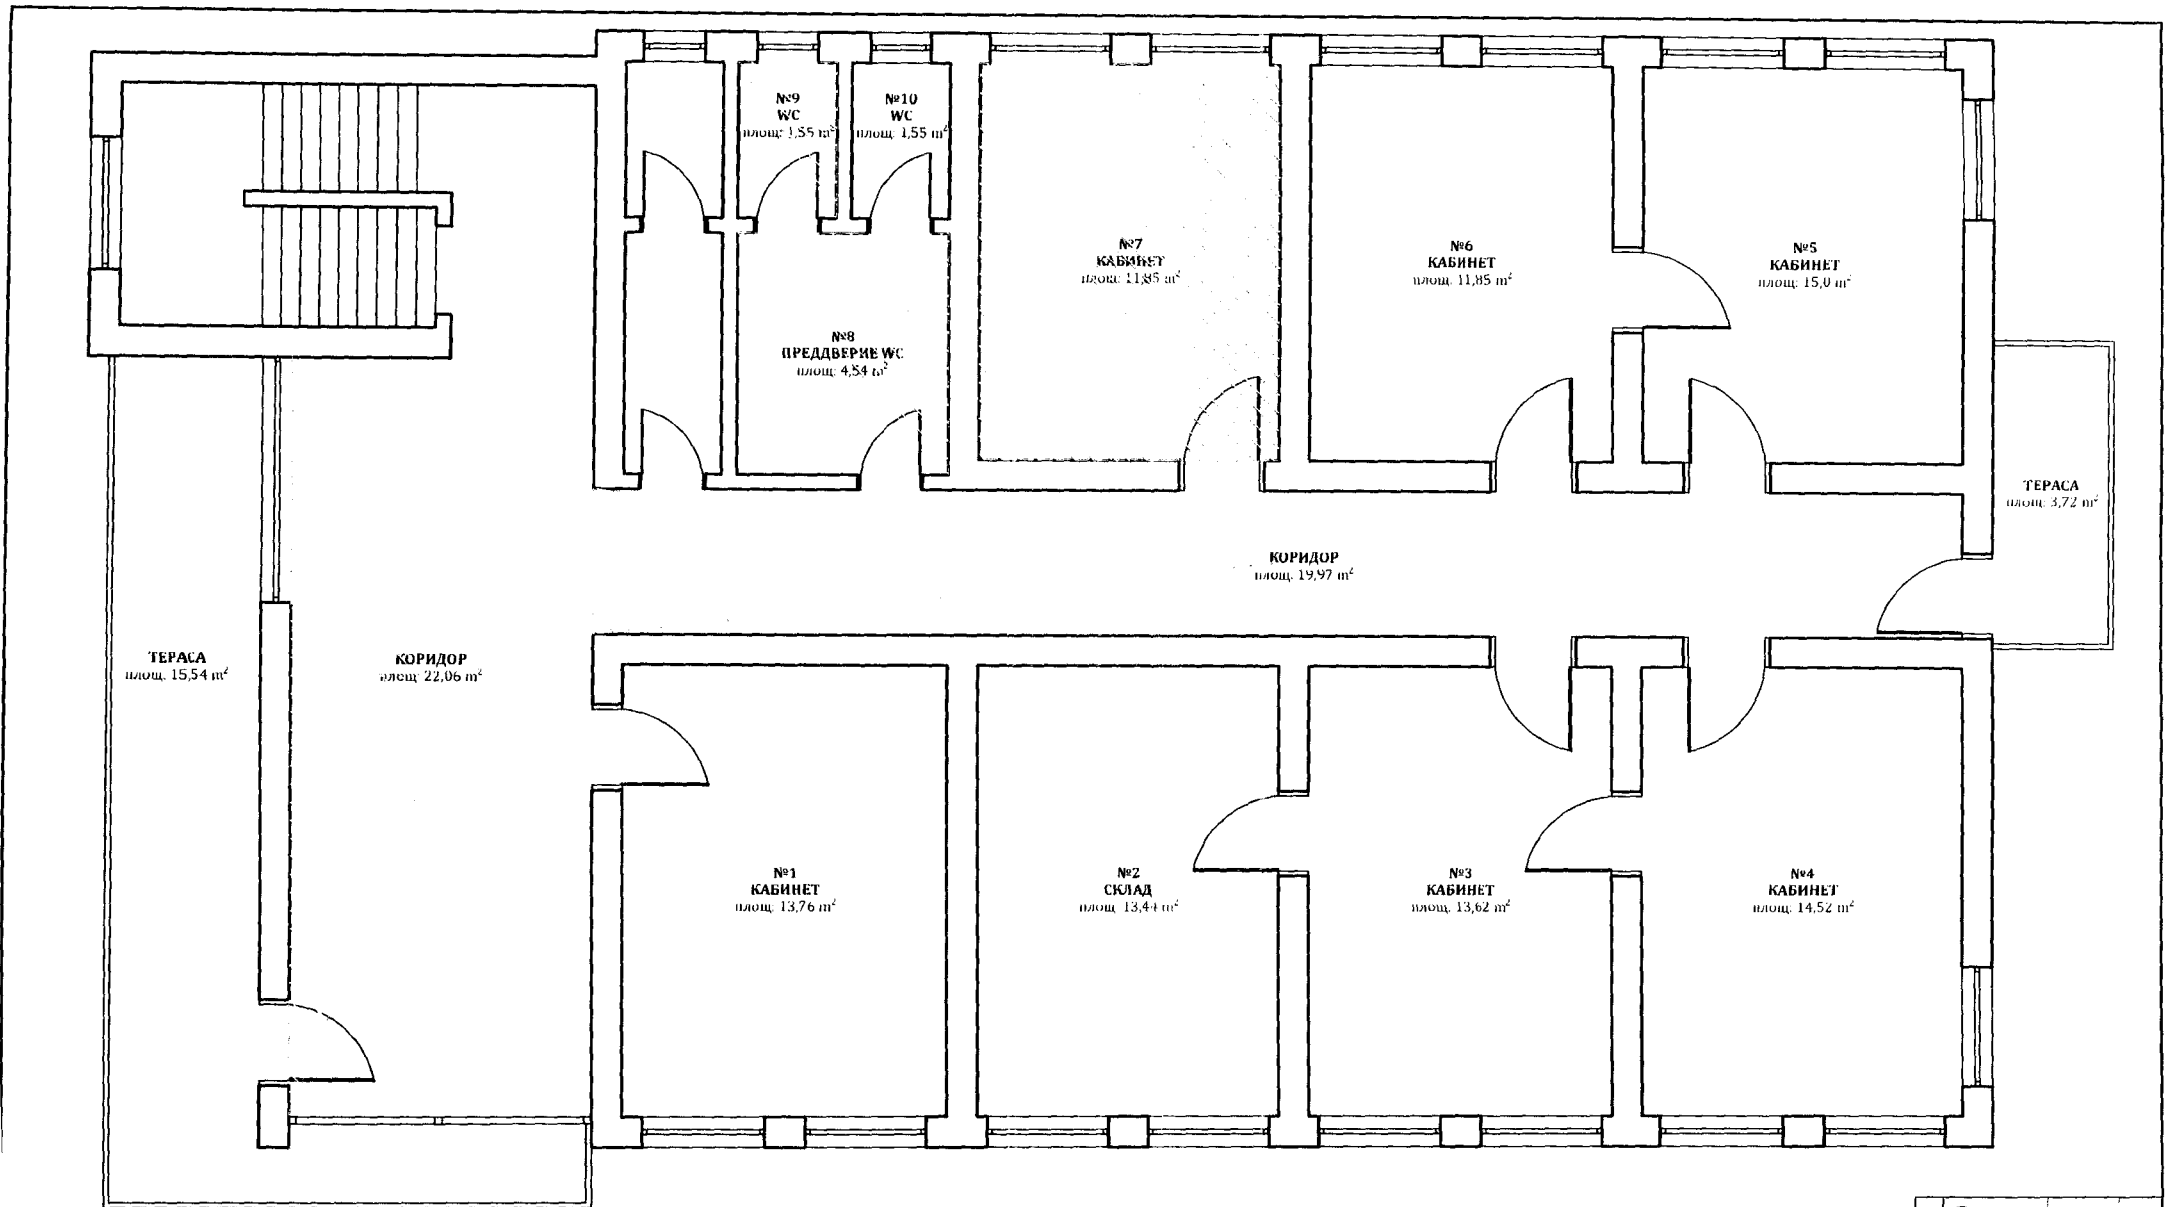 №9
WC
площ: 1,55 m²
№10
WC
площ: 1,55 m²
№7
КАБИНЕТ
площ: 11,85 m²
№6
КАБИНЕТ
площ: 11,85 m²
№5
КАБИНЕТ
площ: 15,0 m²
№8
ПРЕДДВЕРИЕ WC
площ: 4,54 m²
ТЕРАСА
площ: 3,72 m²
КОРИДОР
площ: 19,97 m²
ТЕРАСА
площ: 15,54 m²
КОРИДОР
площ: 22,06 m²
№1
КАБИНЕТ
площ: 13,76 m²
№2
СКЛАД
площ: 13,44 m²
№3
КАБИНЕТ
площ: 13,62 m²
№4
КАБИНЕТ
площ: 14,52 m²